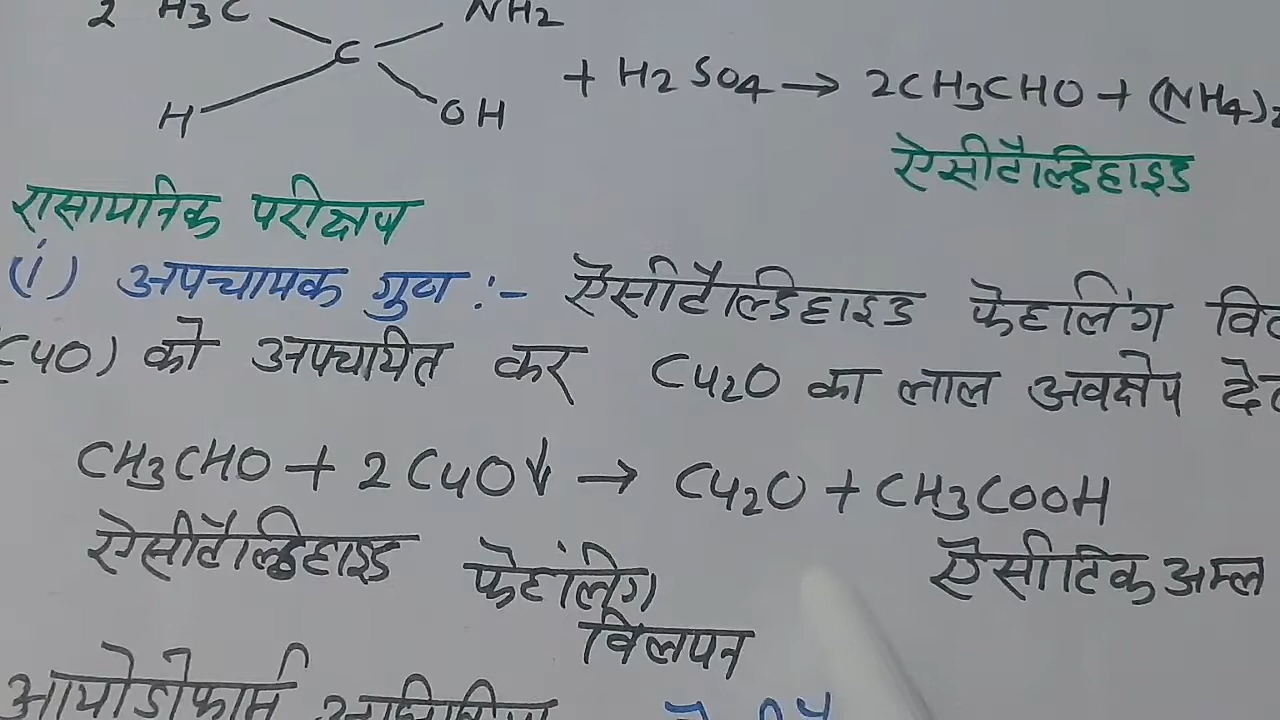 2 H3C NH2
C
+ H2SO4 → 2CH3CHO + (NH4)2
H OH
ऐसीटैल्डिहाइड
रासायनिक परीक्षण
(i) अपचायक गुण :- ऐसीटैल्डिहाइड फेहलिंग
CuO) को अपचायित कर Cu2O का लाल अवक्षेप
CH3CHO + 2CuO↓ → Cu2O + CH3COOH
ऐसीटैल्डिहाइड फेहलिंग ऐसीटिक अम्ल
विलयन
आयोडोफार्म